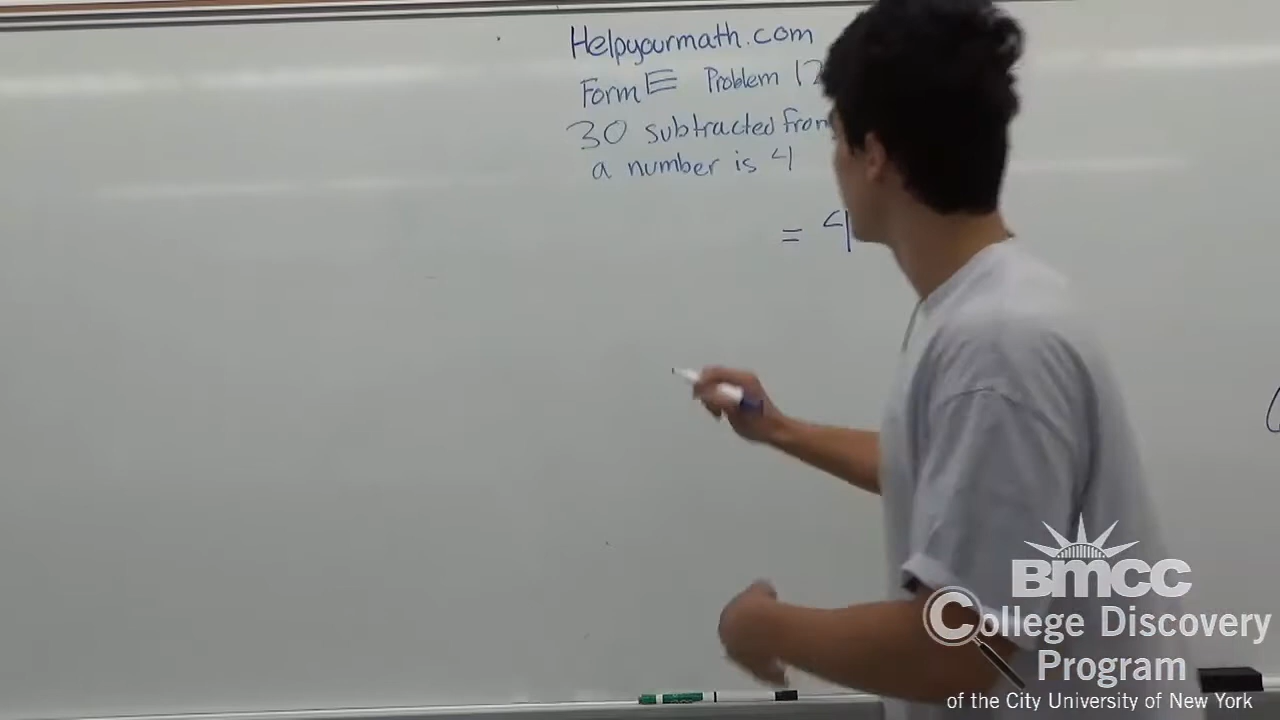 Helpyourmath.com
Form E Problem 12
30 subtracted from
a number is 4
= 4
BMCC
College Discovery
Program
of the City University of New York